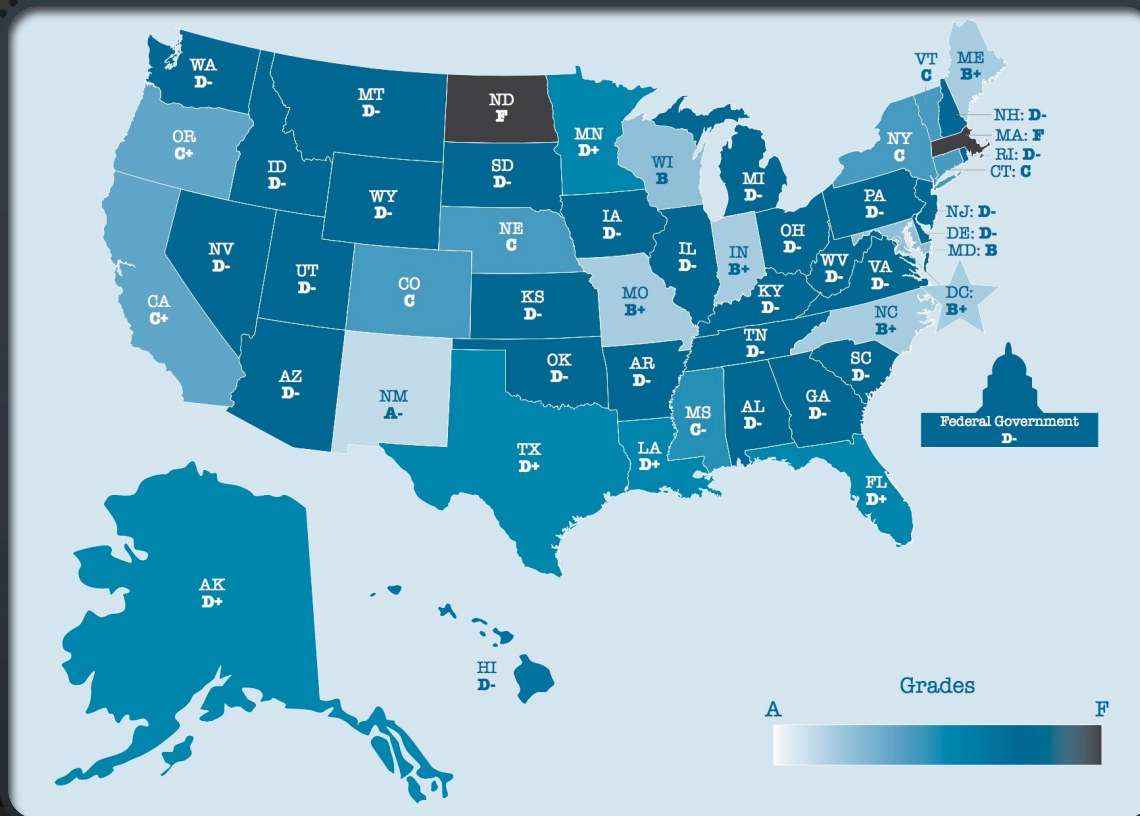 WA
D-
MT
D-
ND
F
MN
D+
VT
C
ME
B+
OR
C+
ID
D-
WY
D-
SD
D-
WI
B
MI
D-
NY
C
NH: D-
MA: F
RI: D-
CT: C
NV
D-
UT
D-
CO
C
NE
C
IA
D-
IL
D-
IN
B+
OH
D-
PA
D-
NJ: D-
DE: D-
MD: B
WV
D-
VA
D-
DC:
B+
CA
C+
KS
D-
MO
B+
KY
D-
NC
B+
TN
D-
AZ
D-
NM
A-
OK
D-
AR
D-
SC
D-
MS
C-
AL
D-
GA
D-
TX
D+
LA
D+
FL
D+
Federal Government
D-
AK
D+
HI
D-
Grades
A
F